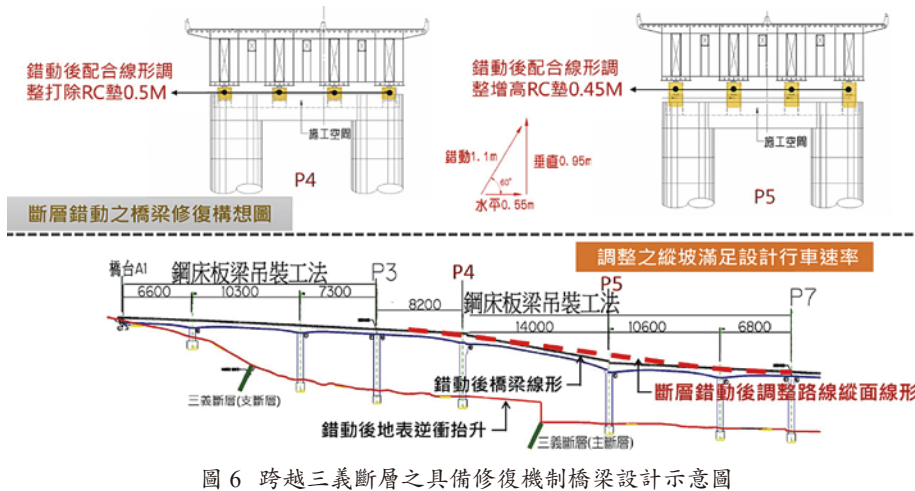 錯動後配合線形調
整打除RC墊0.5M
施工空間
P4
錯動後配合線形調
整增高RC墊0.45M
施工空間
P5
錯動1.1m
垂直0.95m
60°
水平0.55m
斷層錯動之橋梁修復構想圖
調整之縱坡滿足設計行車速率
橋台A1
鋼床板梁吊裝工法
P3
P4
鋼床板梁吊裝工法
P5
P7
6600
10300
7300
8200
14000
10600
6800
錯動後橋梁線形
斷層錯動後調整路線縱面線形
三義斷層(支斷層)
錯動後地表逆衝抬升
三義斷層(主斷層)
圖 6 跨越三義斷層之具備修復機制橋梁設計示意圖